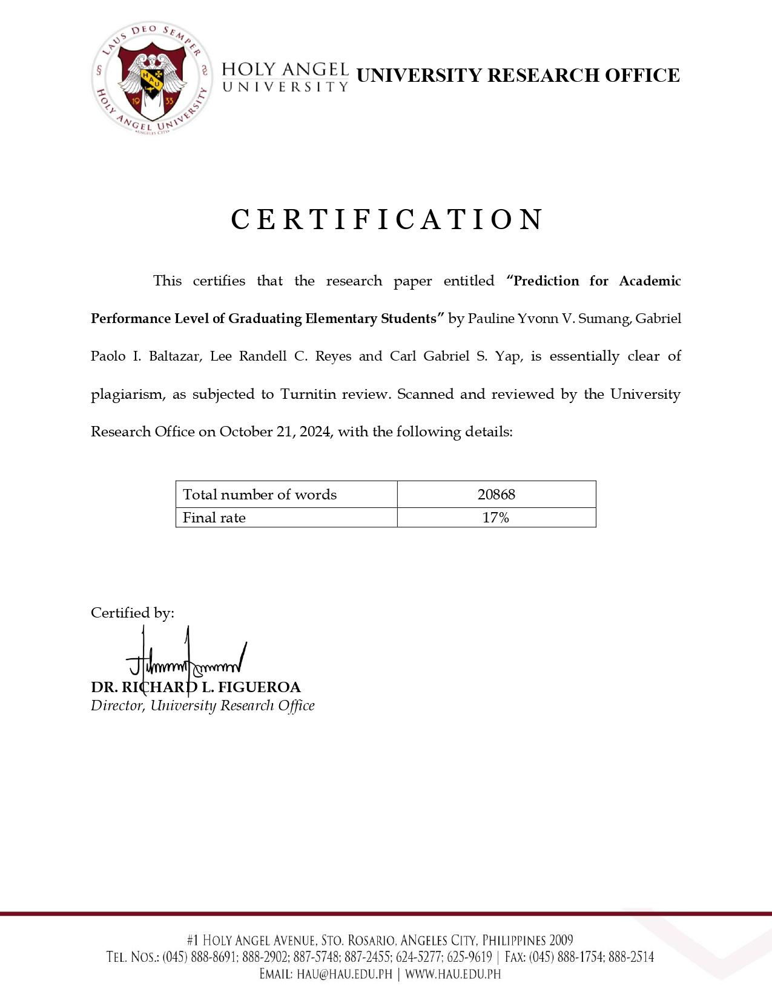 LAUS DEO SEMPER
HAU
19 33
HOLY ANGEL UNIVERSITY
•ANGELES CITY•
HOLY ANGEL
UNIVERSITY
UNIVERSITY RESEARCH OFFICE
CERTIFICATION
This certifies that the research paper entitled “Prediction for Academic
Performance Level of Graduating Elementary Students” by Pauline Yvonn V. Sumang, Gabriel
Paolo I. Baltazar, Lee Randell C. Reyes and Carl Gabriel S. Yap, is essentially clear of
plagiarism, as subjected to Turnitin review. Scanned and reviewed by the University
Research Office on October 21, 2024, with the following details:
Total number of words 20868
Final rate 17%
Certified by:
DR. RICHARD L. FIGUEROA
Director, University Research Office
#1 HOLY ANGEL AVENUE, STO. ROSARIO, ANGELES CITY, PHILIPPINES 2009
TEL. NOS.: (045) 888-8691; 888-2902; 887-5748; 887-2455; 624-5277; 625-9619 | FAX: (045) 888-1754; 888-2514
EMAIL: HAU@HAU.EDU.PH | WWW.HAU.EDU.PH